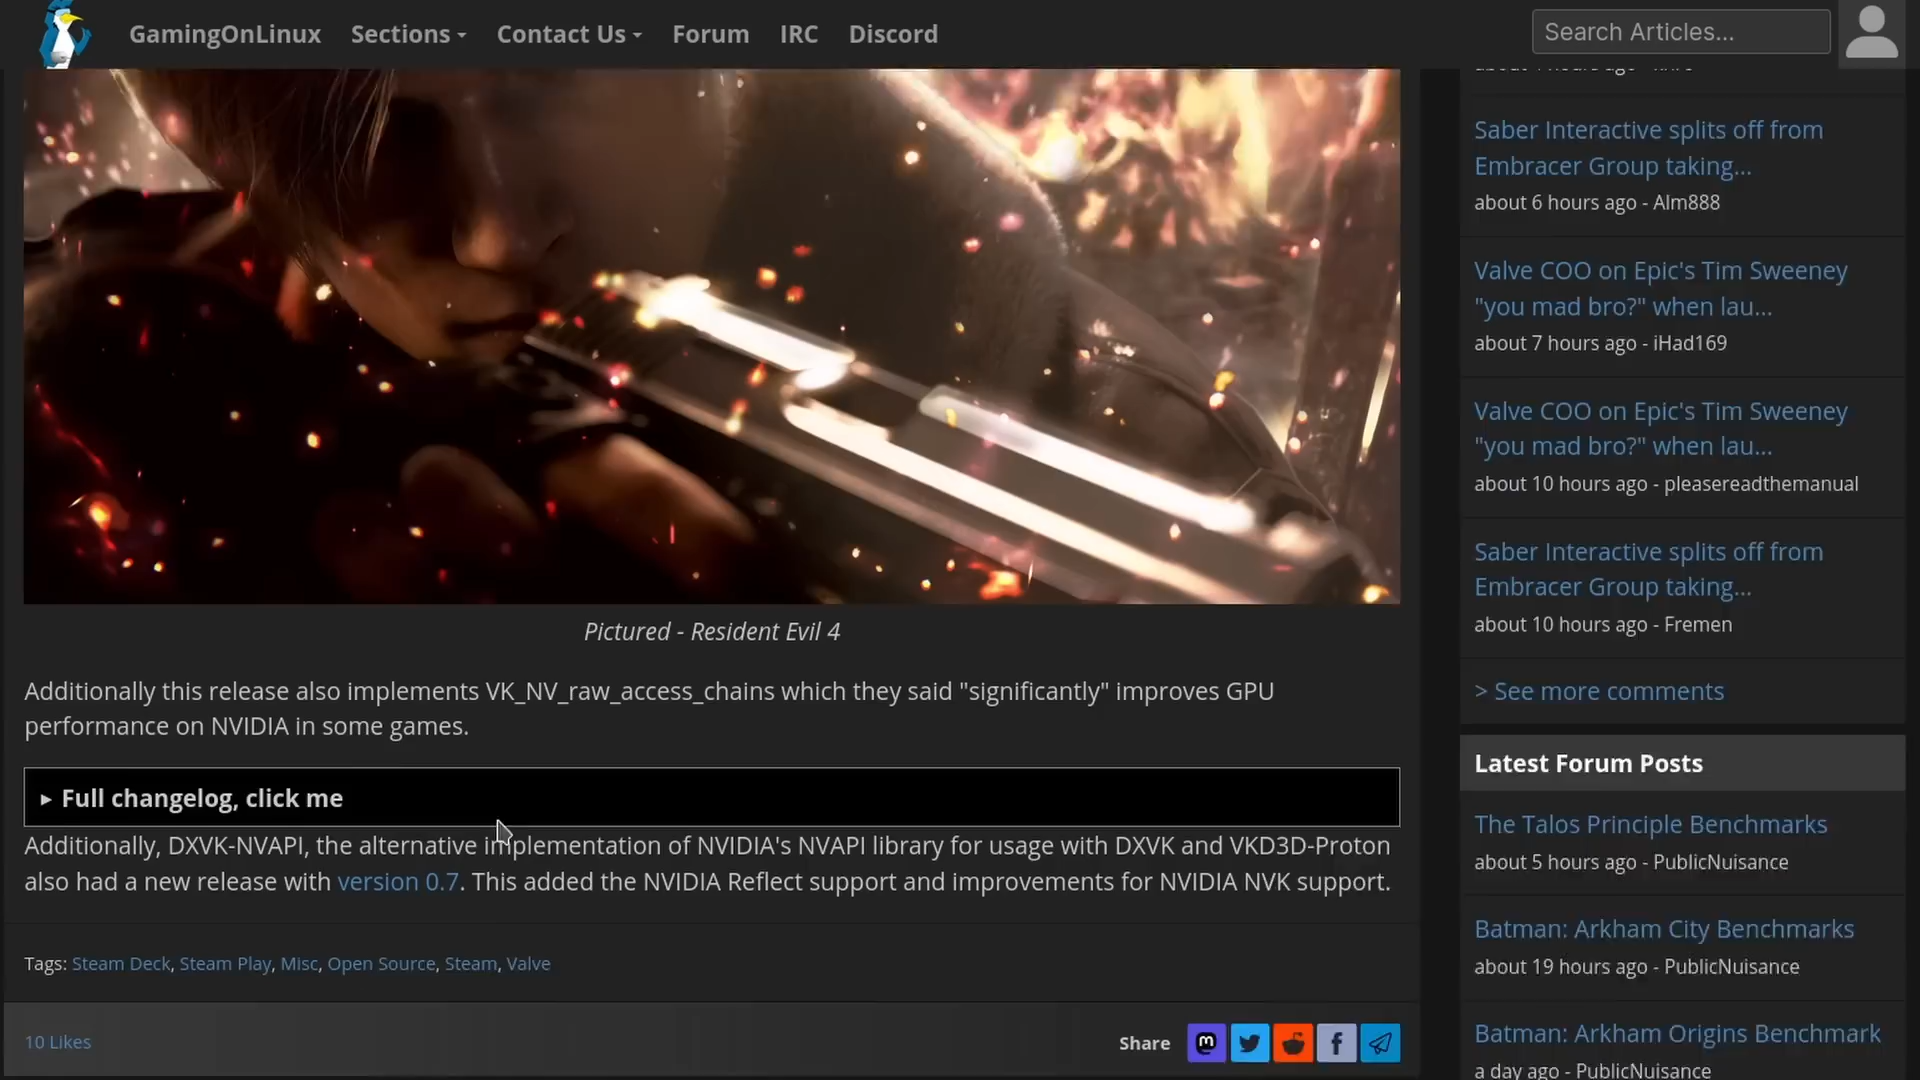 GamingOnLinux Sections Contact Us Forum IRC Discord
Search Articles...
Pictured - Resident Evil 4
Additionally this release also implements VK_NV_raw_access_chains which they said "significantly" improves GPU
performance on NVIDIA in some games.
▸ Full changelog, click me
Additionally, DXVK-NVAPI, the alternative implementation of NVIDIA's NVAPI library for usage with DXVK and VKD3D-Proton
also had a new release with version 0.7. This added the NVIDIA Reflect support and improvements for NVIDIA NVK support.
Tags: Steam Deck, Steam Play, Misc, Open Source, Steam, Valve
10 Likes
Share
Saber Interactive splits off from
Embracer Group taking...
about 6 hours ago - Alm888
Valve COO on Epic's Tim Sweeney
"you mad bro?" when lau...
about 7 hours ago - iHad169
Valve COO on Epic's Tim Sweeney
"you mad bro?" when lau...
about 10 hours ago - pleasereadthemanual
Saber Interactive splits off from
Embracer Group taking...
about 10 hours ago - Fremen
> See more comments
Latest Forum Posts
The Talos Principle Benchmarks
about 5 hours ago - PublicNuisance
Batman: Arkham City Benchmarks
about 19 hours ago - PublicNuisance
Batman: Arkham Origins Benchmark
a day ago - PublicNuisance